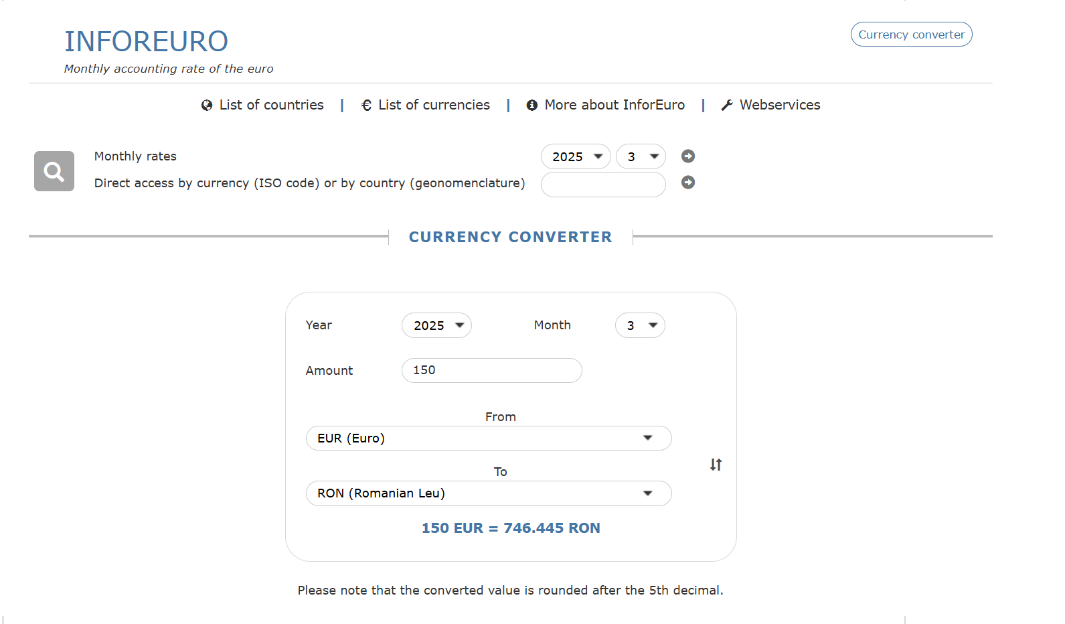 INFOREURO
Currency converter
Monthly accounting rate of the euro
List of countries | € List of currencies | More about InforEuro | Webservices
Monthly rates 2025 3
Direct access by currency (ISO code) or by country (geonomenclature)
CURRENCY CONVERTER
Year 2025 Month 3
Amount 150
From
EUR (Euro)
To
RON (Romanian Leu)
150 EUR = 746.445 RON
Please note that the converted value is rounded after the 5th decimal.